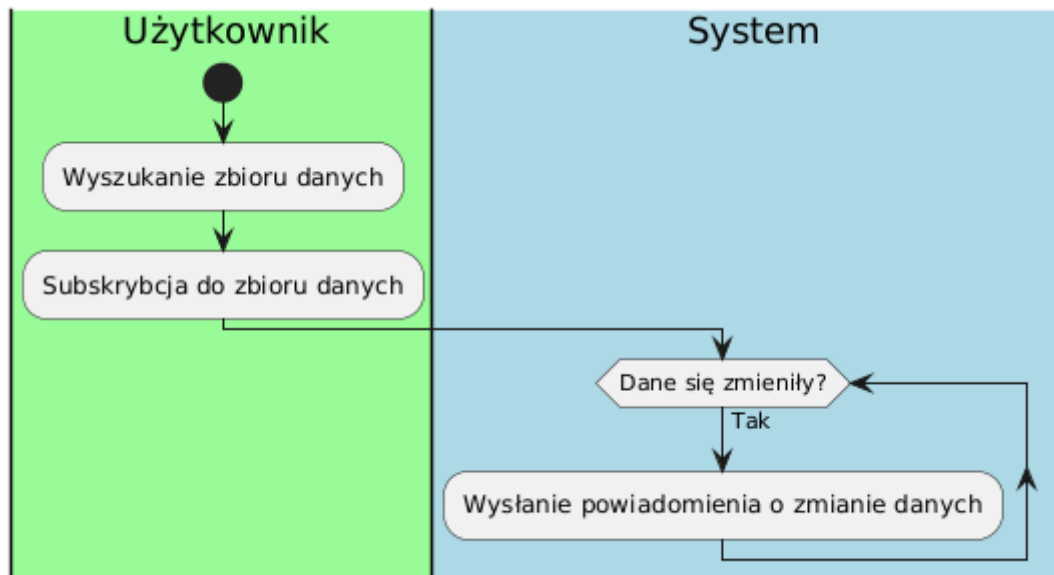 Użytkownik
System
Wyszukanie zbioru danych
Subskrybcja do zbioru danych
Dane się zmieniły?
Tak
Wysłanie powiadomienia o zmianie danych